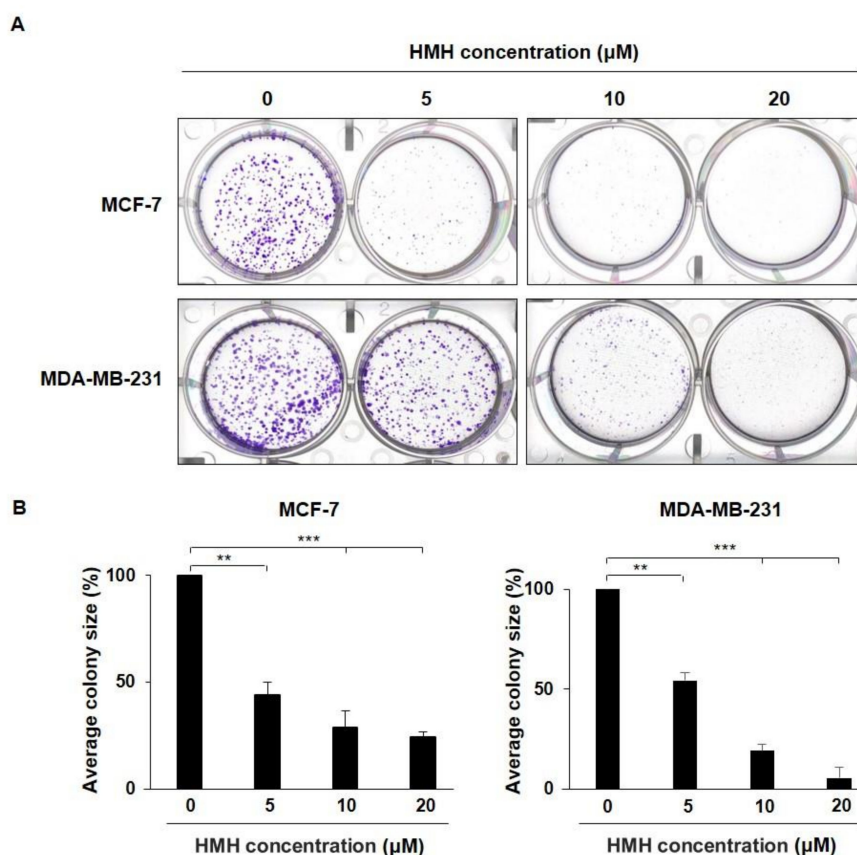 A
HMH concentration (µM)
0 5 10 20
MCF-7
MDA-MB-231
B
MCF-7 MDA-MB-231
Average colony size (%)
100
50
0
** ***
0 5 10 20
HMH concentration (µM)
Average colony size (%)
100
50
0
** ***
0 5 10 20
HMH concentration (µM)